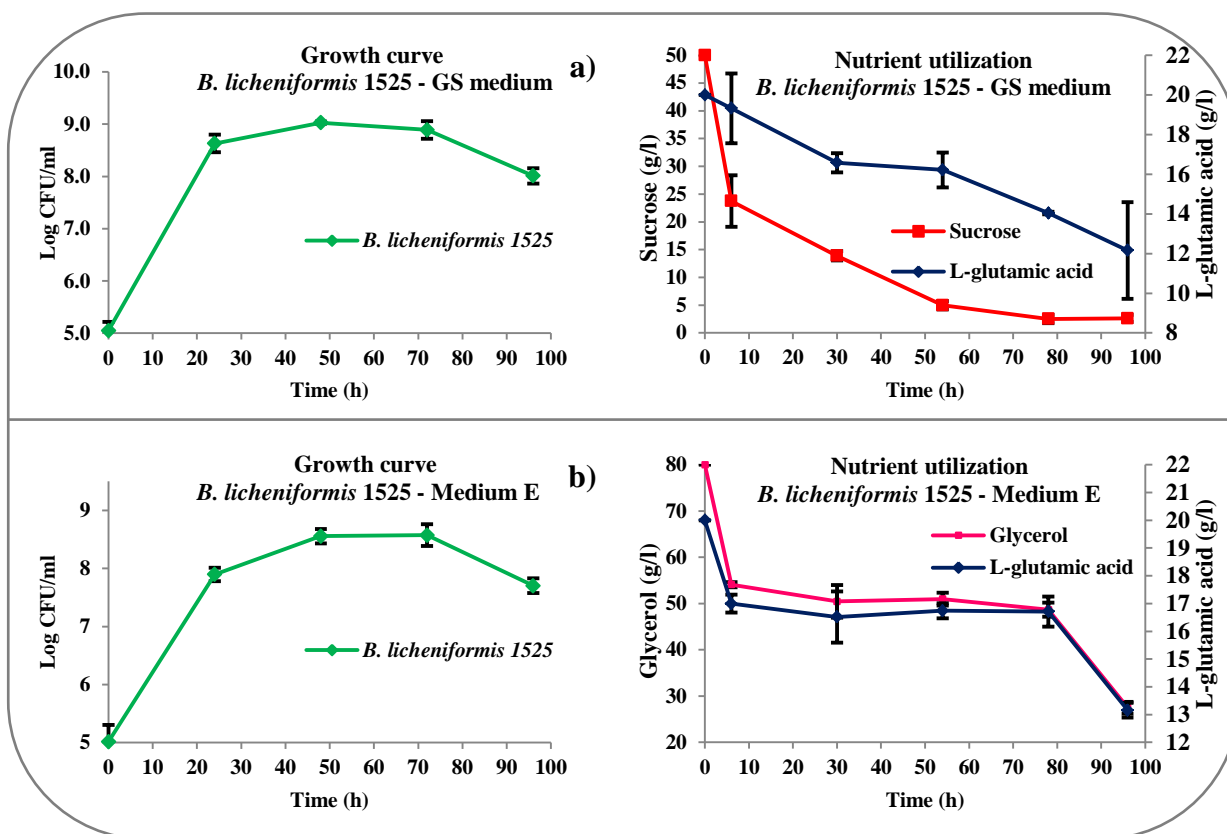 Growth curve
B. licheniformis 1525 - GS medium
a)
Log CFU/ml
10.0
9.0
8.0
7.0
6.0
5.0
B. licheniformis 1525
0 10 20 30 40 50 60 70 80 90 100
Time (h)
Nutrient utilization
B. licheniformis 1525 - GS medium
Sucrose (g/l)
50
45
40
35
30
25
20
15
10
5
0
Sucrose
L-glutamic acid
22
20
18
16
14
12
10
8
L-glutamic acid (g/l)
0 10 20 30 40 50 60 70 80 90 100
Time (h)
Growth curve
B. licheniformis 1525 - Medium E
b)
Log CFU/ml
9
8
7
6
5
B. licheniformis 1525
0 10 20 30 40 50 60 70 80 90 100
Time (h)
Nutrient utilization
B. licheniformis 1525 - Medium E
Glycerol (g/l)
80
70
60
50
40
30
20
Glycerol
L-glutamic acid
22
21
20
19
18
17
16
15
14
13
12
L-glutamic acid (g/l)
0 10 20 30 40 50 60 70 80 90 100
Time (h)